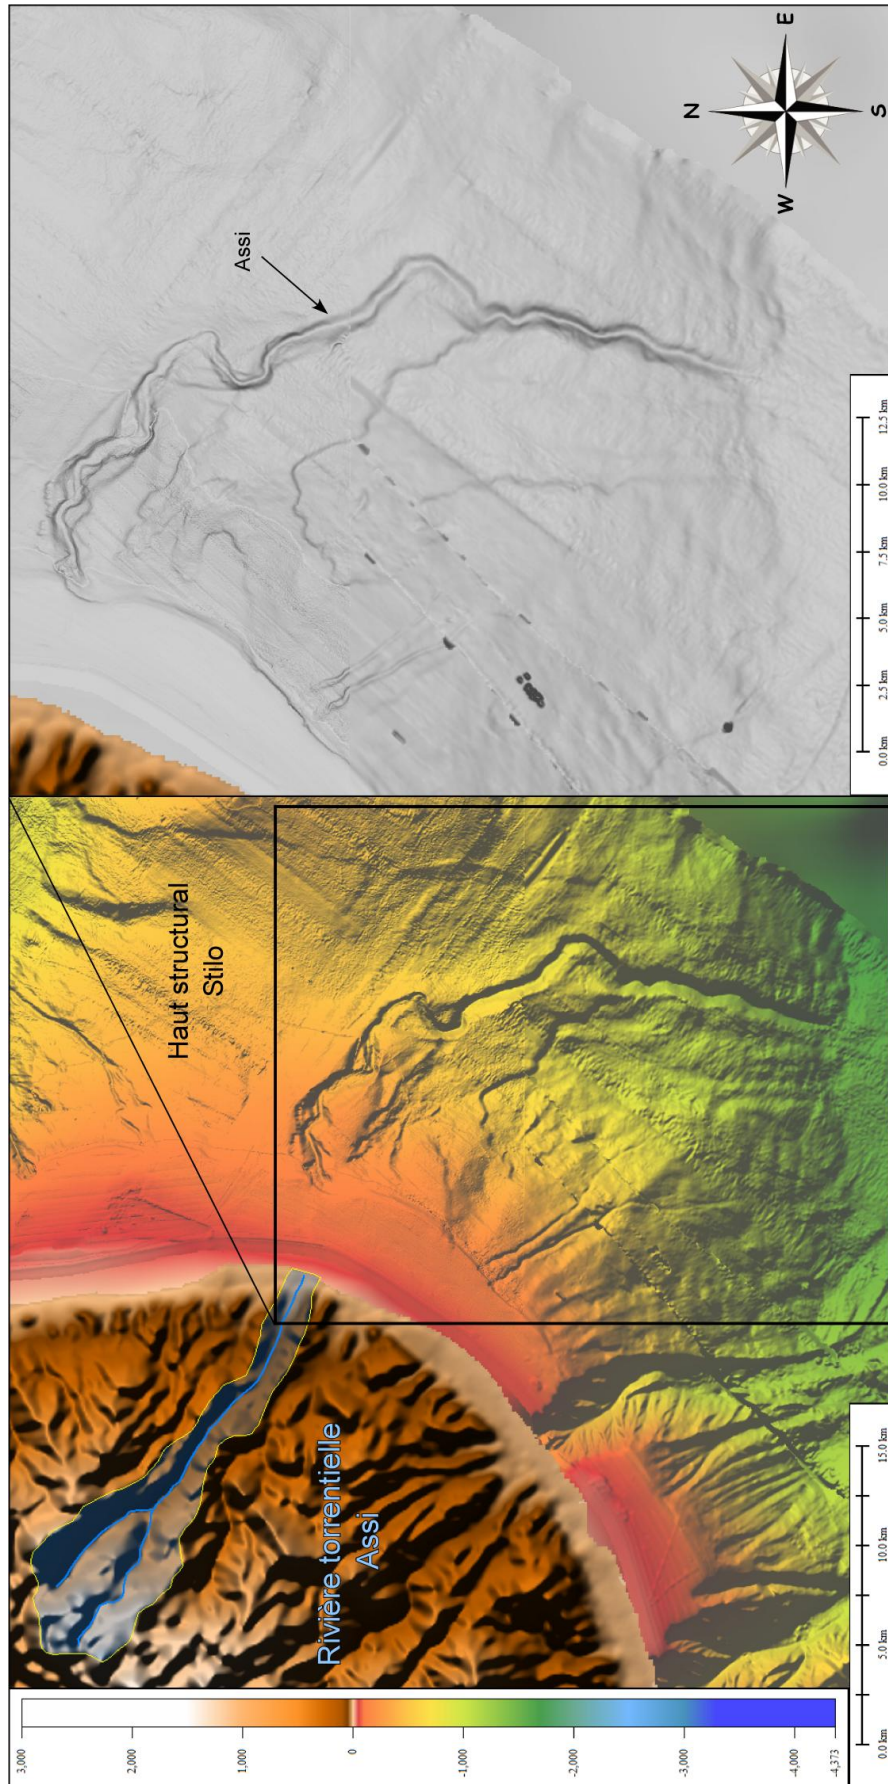 3,000
2,000
1,000
0
-1,000
-2,000
-3,000
-4,000
-4,373
Rivière torrentielle
Assi
Haut structural
Stilo
0.0 km 5.0 km 10.0 km 15.0 km
Assi
N
W
E
S
0.0 km 2.5 km 5.0 km 7.5 km 10.0 km 12.5 km